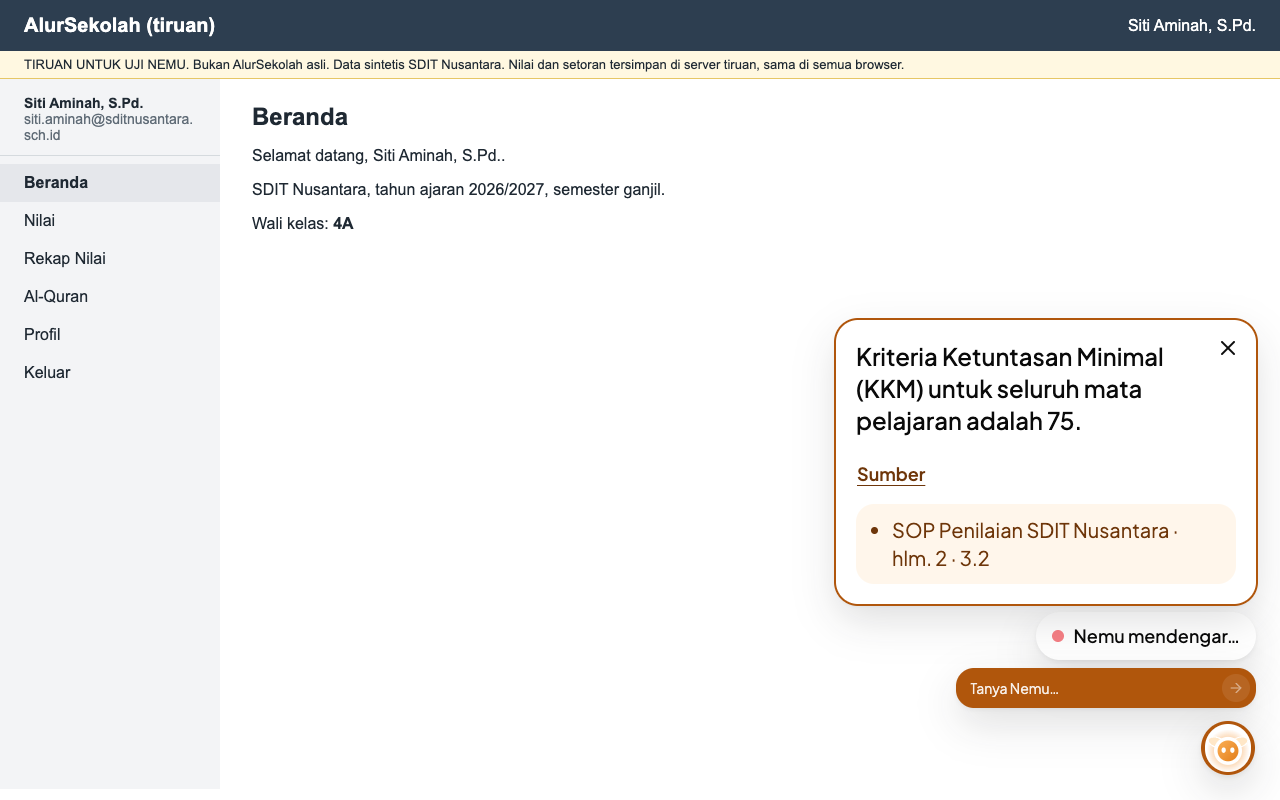 AlurSekolah (tiruan)
Siti Aminah, S.Pd.
TIRUAN UNTUK UJI NEMU. Bukan AlurSekolah asli. Data sintetis SDIT Nusantara. Nilai dan setoran tersimpan di server tiruan, sama di semua browser.
Siti Aminah, S.Pd.
siti.aminah@sditnusantara.
sch.id
Beranda
Nilai
Rekap Nilai
Al-Quran
Profil
Keluar
Beranda
Selamat datang, Siti Aminah, S.Pd..
SDIT Nusantara, tahun ajaran 2026/2027, semester ganjil.
Wali kelas: 4A
Kriteria Ketuntasan Minimal
(KKM) untuk seluruh mata
pelajaran adalah 75.
Sumber
• SOP Penilaian SDIT Nusantara ·
hlm. 2 · 3.2
Nemu mendengar…
Tanya Nemu…